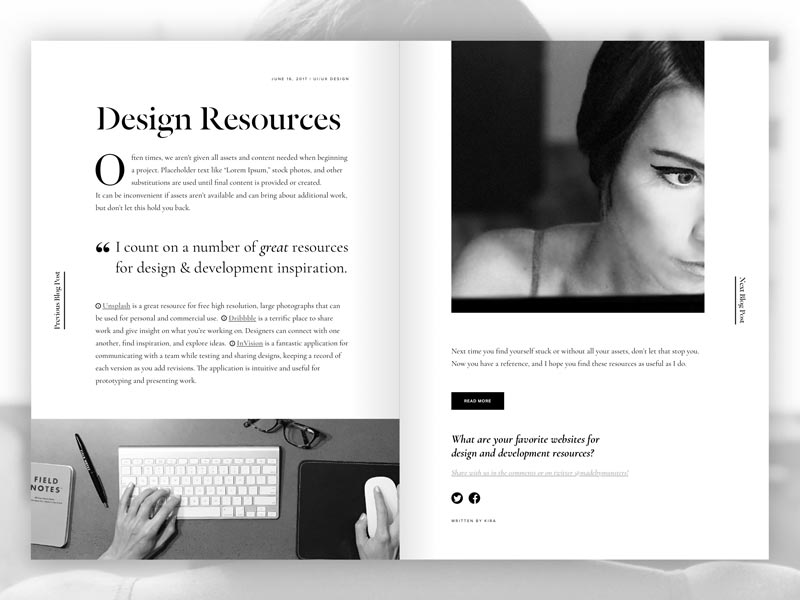 JUNE 16, 2017 | UI/UX DESIGN
Design Resources
Often times, we aren't given all assets and content needed when beginning
a project. Placeholder text like "Lorem Ipsum," stock photos, and other
substitutions are used until final content is provided or created.
It can be inconvenient if assets aren't available and can bring about additional work,
but don't let this hold you back.
“ I count on a number of great resources
for design & development inspiration.
Previous Blog Post
Unsplash is a great resource for free high resolution, large photographs that can
be used for personal and commercial use. Dribbble is a terrific place to share
work and give insight on what you're working on. Designers can connect with one
another, find inspiration, and explore ideas. InVision is a fantastic application for
communicating with a team while testing and sharing designs, keeping a record of
each version as you add revisions. The application is intuitive and useful for
prototyping and presenting work.
FIELD
NOTES
Next Blog Post
Next time you find yourself stuck or without all your assets, don't let that stop you.
Now you have a reference, and I hope you find these resources as useful as I do.
READ MORE
What are your favorite websites for
design and development resources?
Share with us in the comments or on twitter @madebymunsters!
WRITTEN BY KIRA